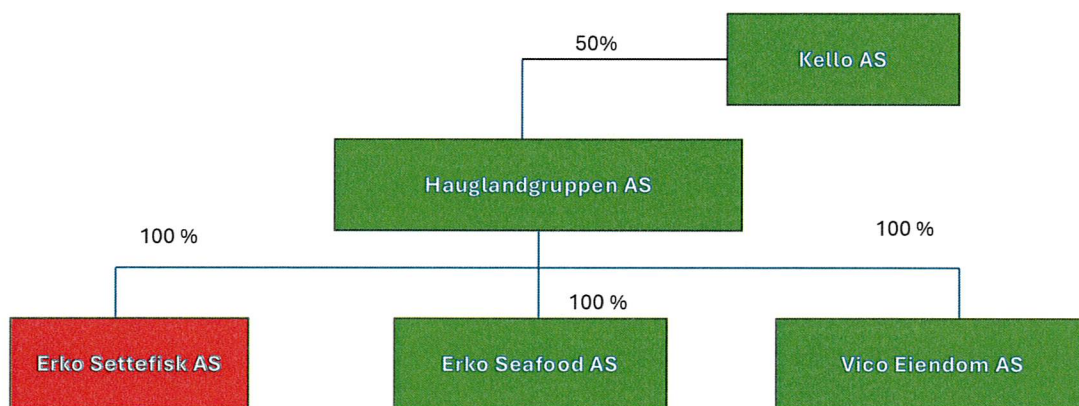 50%
Kello AS
Hauglandgruppen AS
100 %
100 %
100 %
Erko Settefisk AS
Erko Seafood AS
Vico Eiendom AS